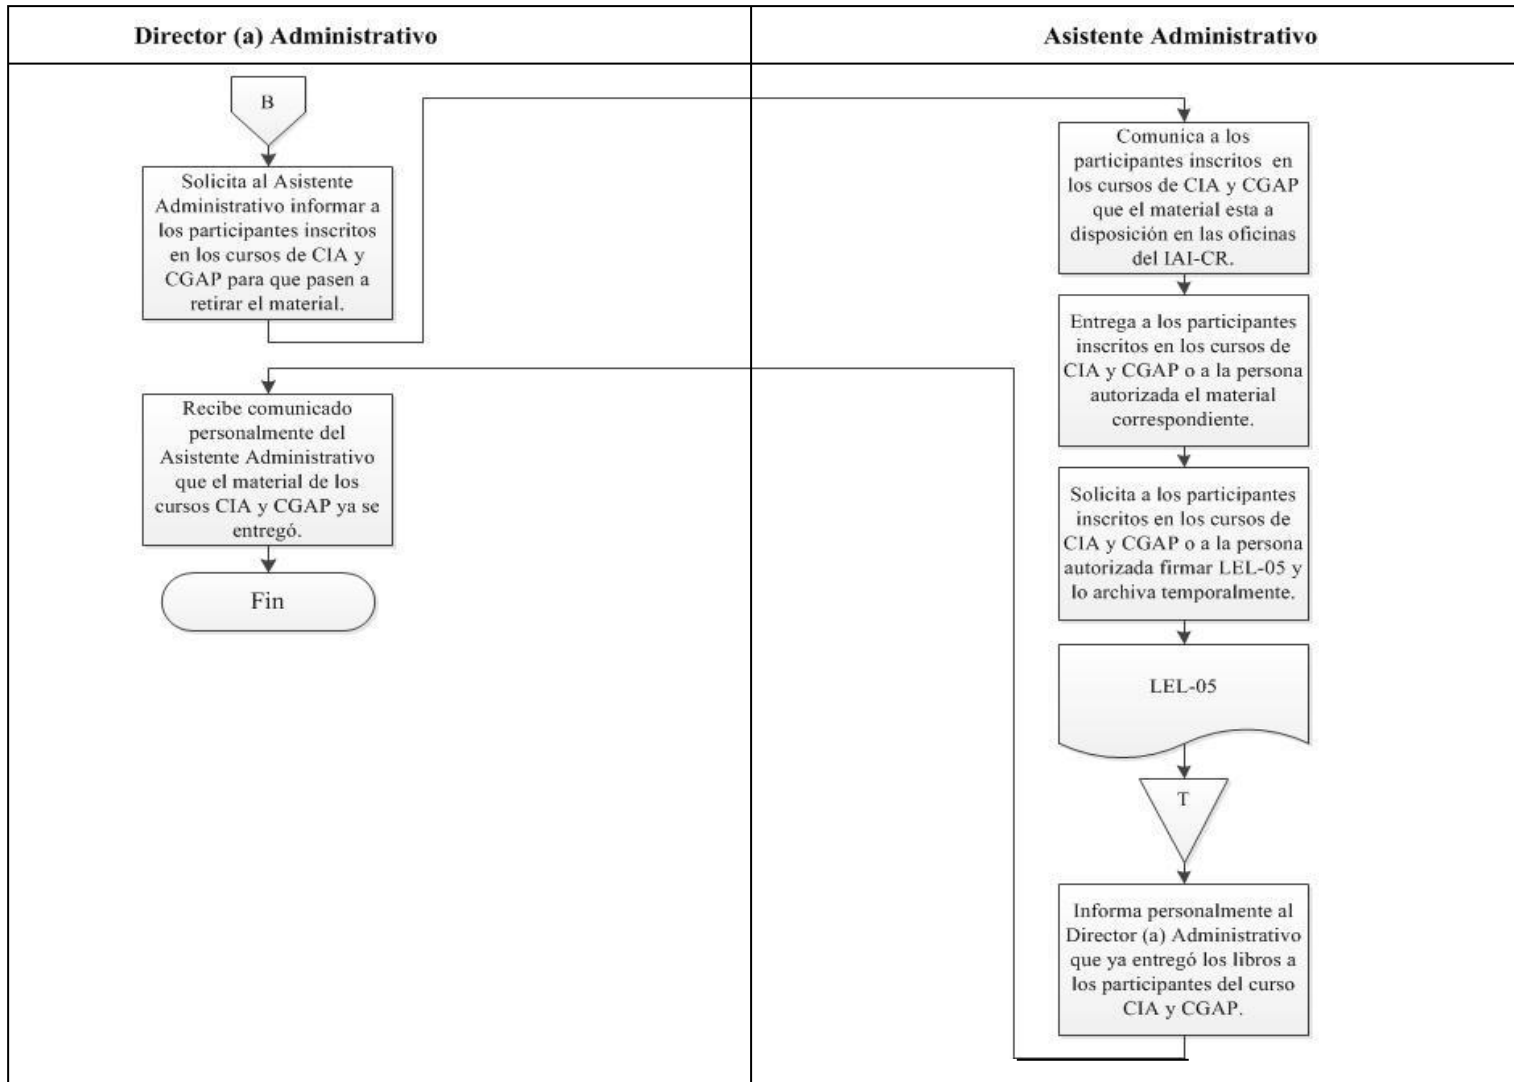 Director (a) Administrativo
Asistente Administrativo
B
Solicita al Asistente
Administrativo informar a
los participantes inscritos
en los cursos de CIA y
CGAP para que pasen a
retirar el material.
Comunica a los
participantes inscritos en
los cursos de CIA y CGAP
que el material esta a
disposición en las oficinas
del IAI-CR.
Entrega a los participantes
inscritos en los cursos de
CIA y CGAP o a la persona
autorizada el material
correspondiente.
Solicita a los participantes
inscritos en los cursos de
CIA y CGAP o a la persona
autorizada firmar LEL-05 y
lo archiva temporalmente.
LEL-05
T
Informa personalmente al
Director (a) Administrativo
que ya entregó los libros a
los participantes del curso
CIA y CGAP.
Recibe comunicado
personalmente del
Asistente Administrativo
que el material de los
cursos CIA y CGAP ya se
entregó.
Fin